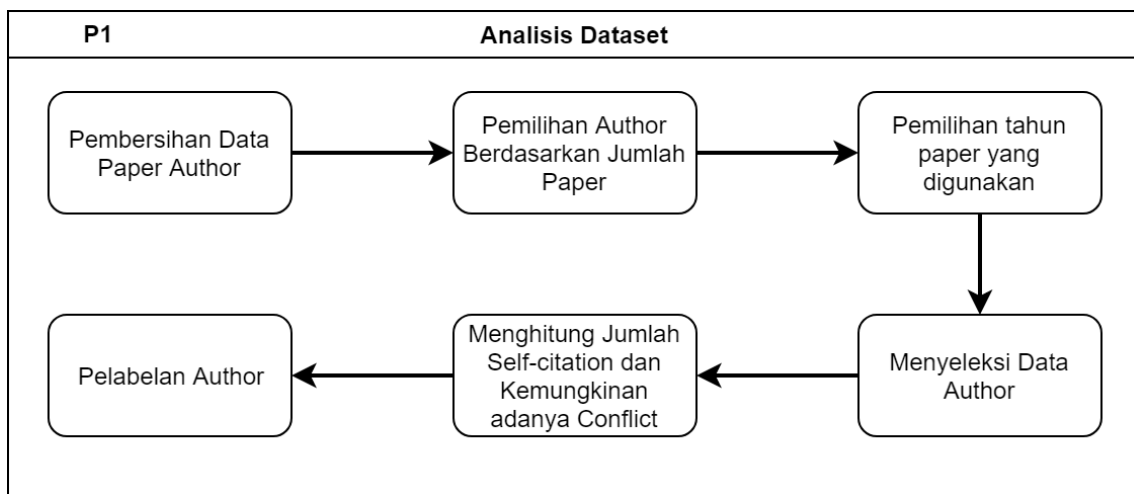 P1
Analisis Dataset
Pembersihan Data
Paper Author
Pemilihan Author
Berdasarkan Jumlah
Paper
Pemilihan tahun
paper yang
digunakan
Menyeleksi Data
Author
Menghitung Jumlah
Self-citation dan
Kemungkinan
adanya Conflict
Pelabelan Author